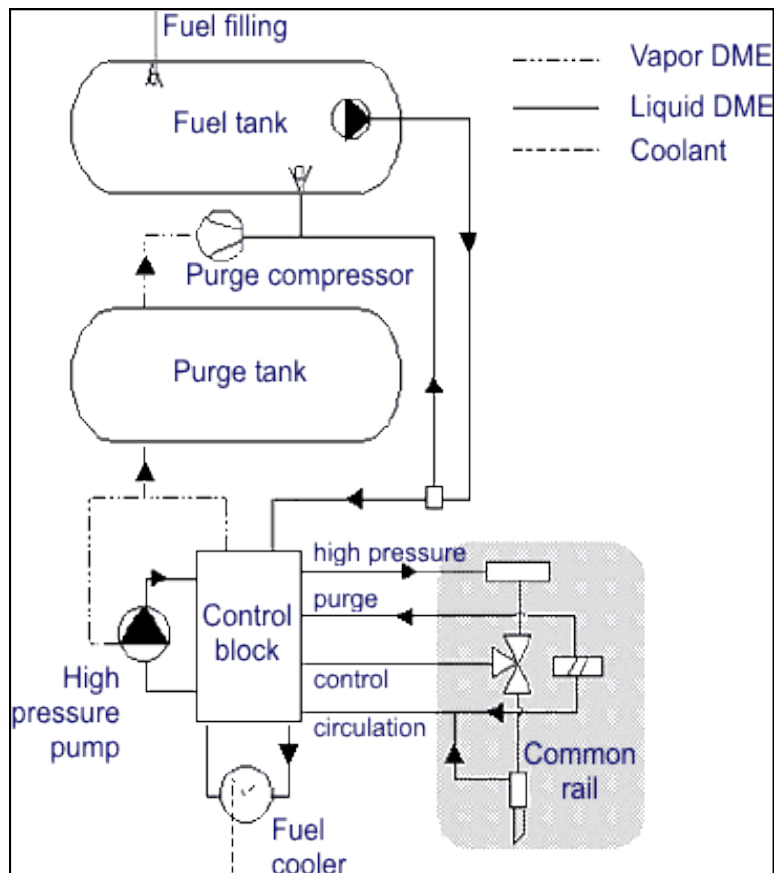 Fuel filling
Vapor DME
Liquid DME
Coolant
Fuel tank
Purge compressor
Purge tank
high pressure
purge
Control
block
control
circulation
High
pressure
pump
Common
rail
Fuel
cooler